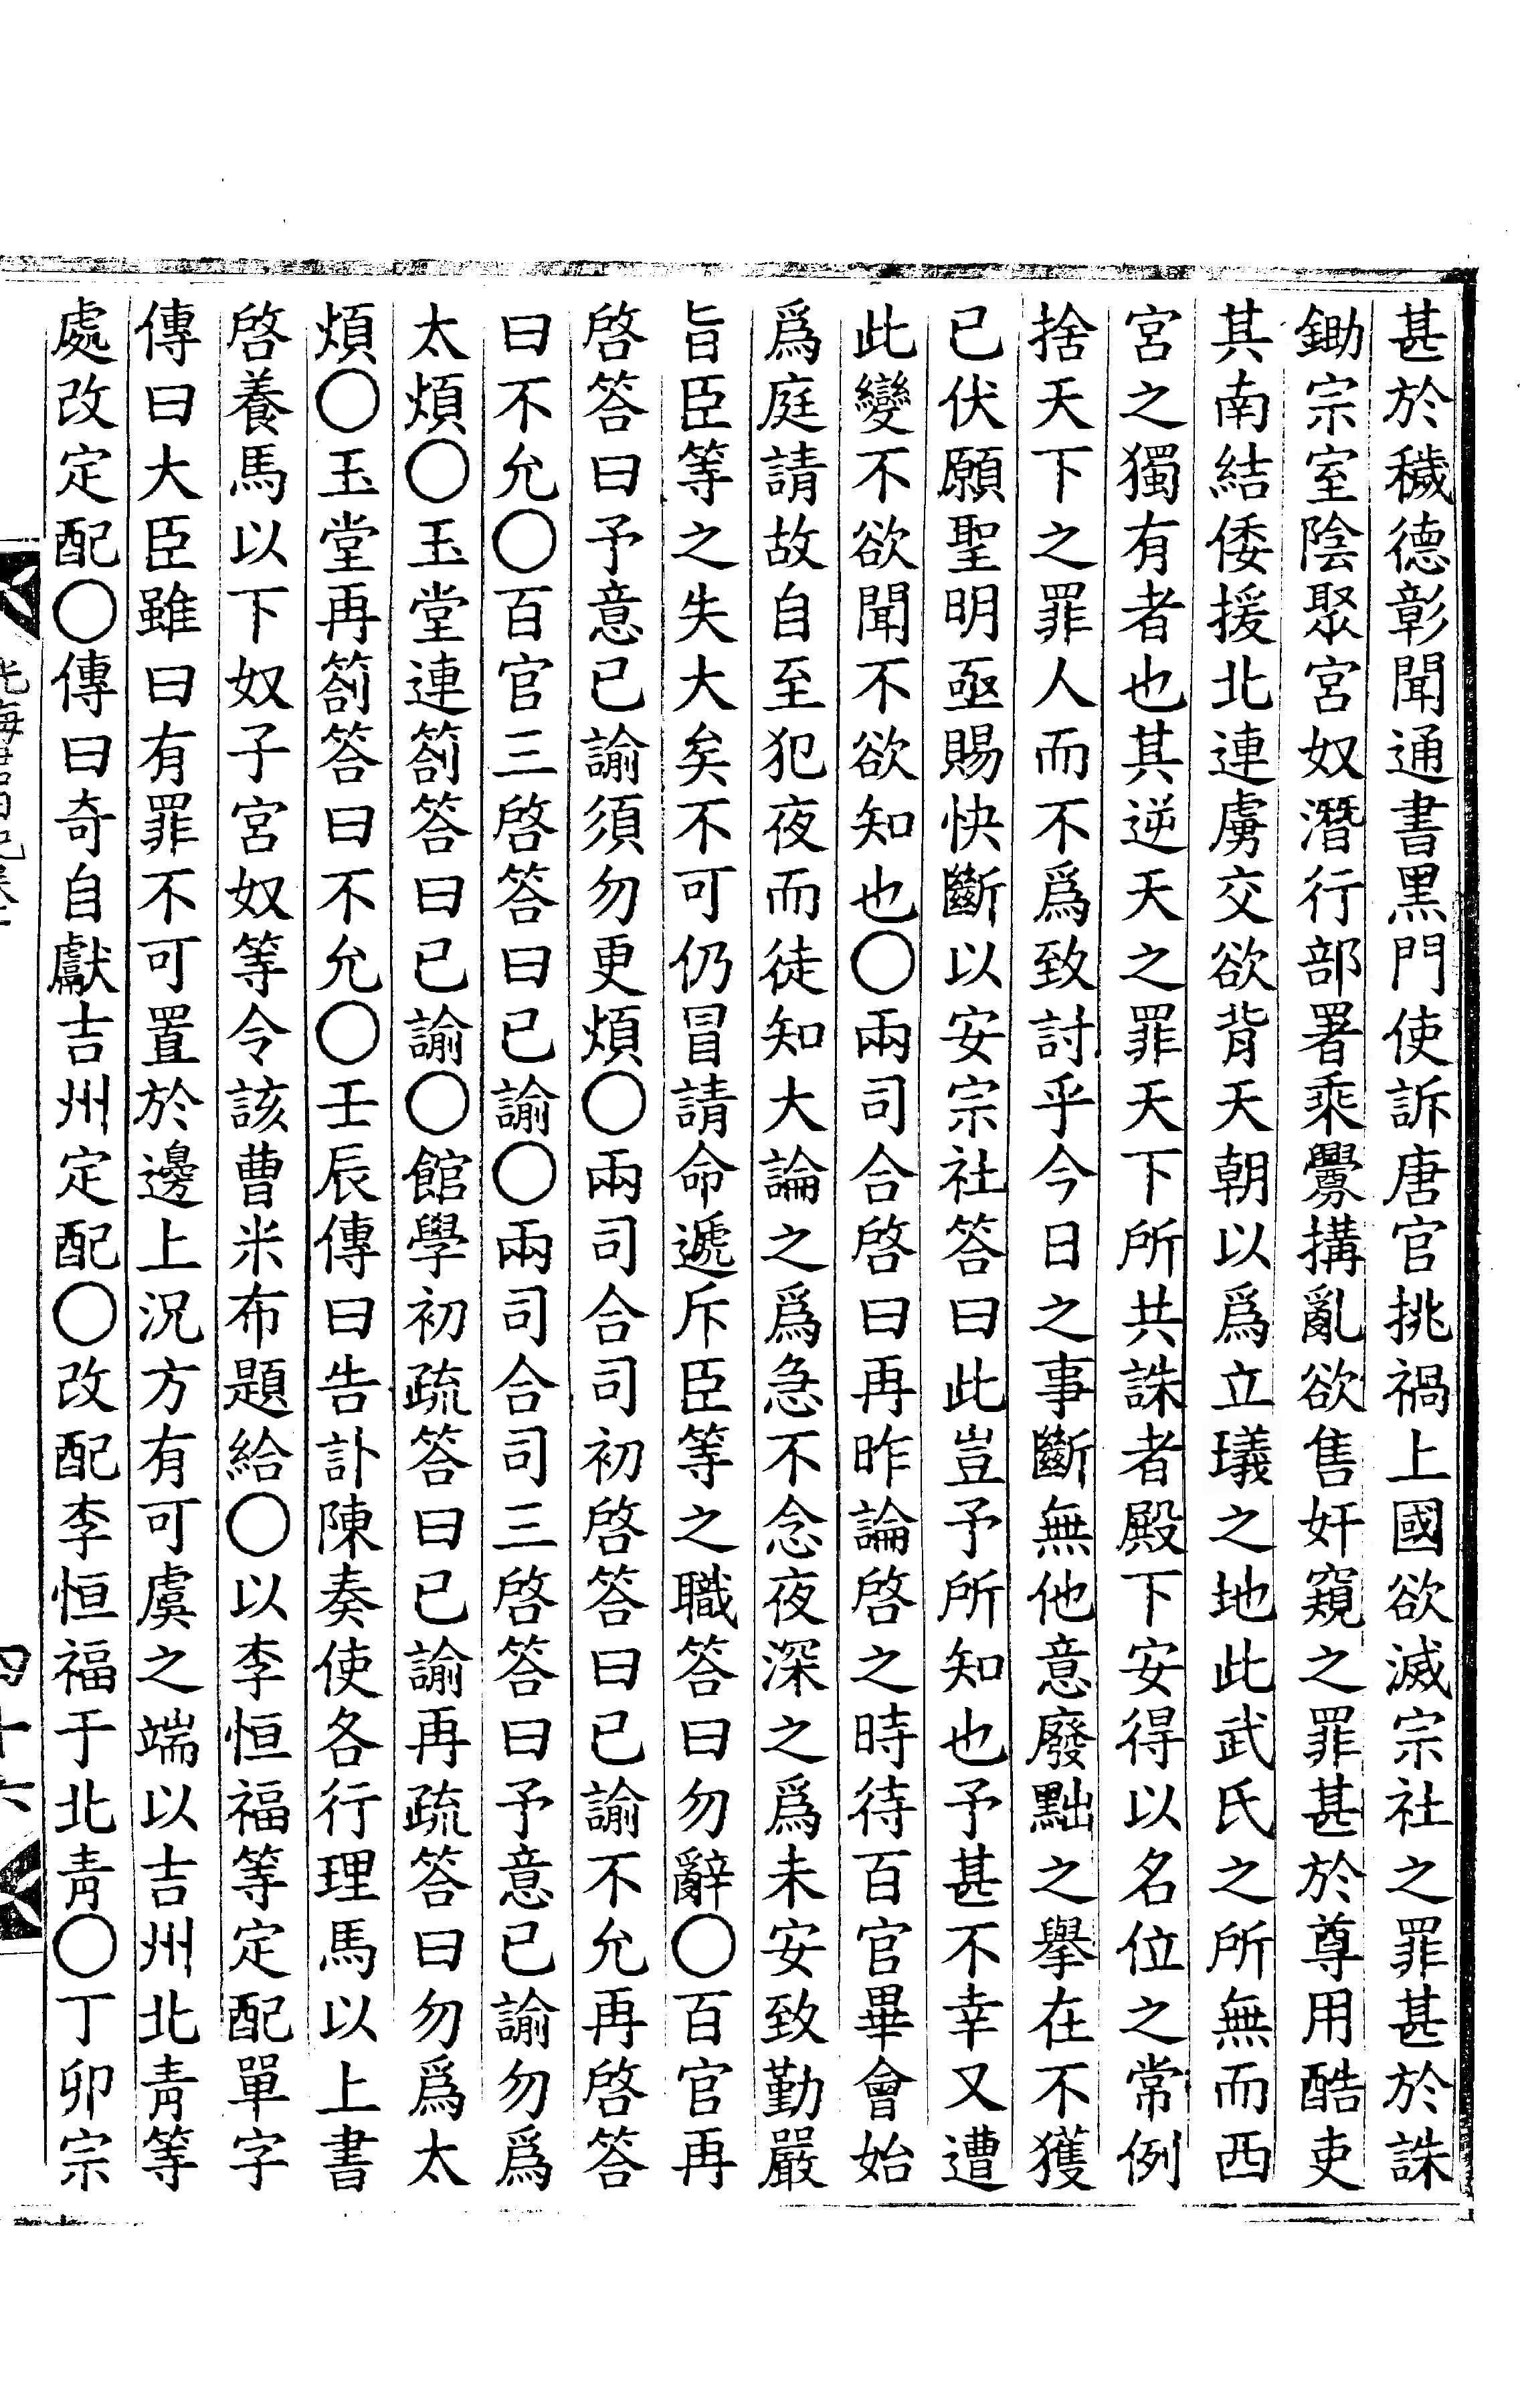 甚於穢德彰聞通書黑門使訴唐官挑禍上國欲滅宗社之罪甚於誅
鋤宗室陰聚宮奴潛行部署乘釁搆亂欲售奸窺之罪甚於尊用酷吏
其南結倭援北連虜交欲背天朝以爲立㼁之地此武氏之所無而西
宮之獨有者也其逆天之罪天下所共誅者殿下安得以名位之常例
捨天下之罪人而不爲致討乎今日之事斷無他意廢黜之擧在不獲
已伏願聖明亟賜快斷以安宗社答曰此豈予所知也予甚不幸又遭
此變不欲聞不欲知也〇兩司合啓曰再昨論啓之時待百官畢會始
爲庭請故自至犯夜而徒知大論之爲急不念夜深之爲未安致勤嚴
旨臣等之失大矣不可仍冒請命遞斥臣等之職答曰勿辭〇百官再
啓答曰予意已諭須勿更煩〇兩司合司初啓答曰已諭不允再啓答
曰不允〇百官三啓答曰已諭〇兩司合司三啓答曰予意已諭勿爲
太煩〇玉堂連箚答曰已諭〇館學初疏答曰已諭再疏答曰勿爲太
煩〇玉堂再箚答曰不允〇壬辰傳曰告訃陳奏使各行理馬以上書
啓養馬以下奴子宮奴等令該曹米布題給〇以李恒福等定配單字
傳曰大臣雖曰有罪不可置於邊上況方有可虞之端以吉州北靑等
處改定配〇傳曰奇自獻吉州定配〇改配李恒福于北靑〇丁卯宗
光海君日記卷
四十六